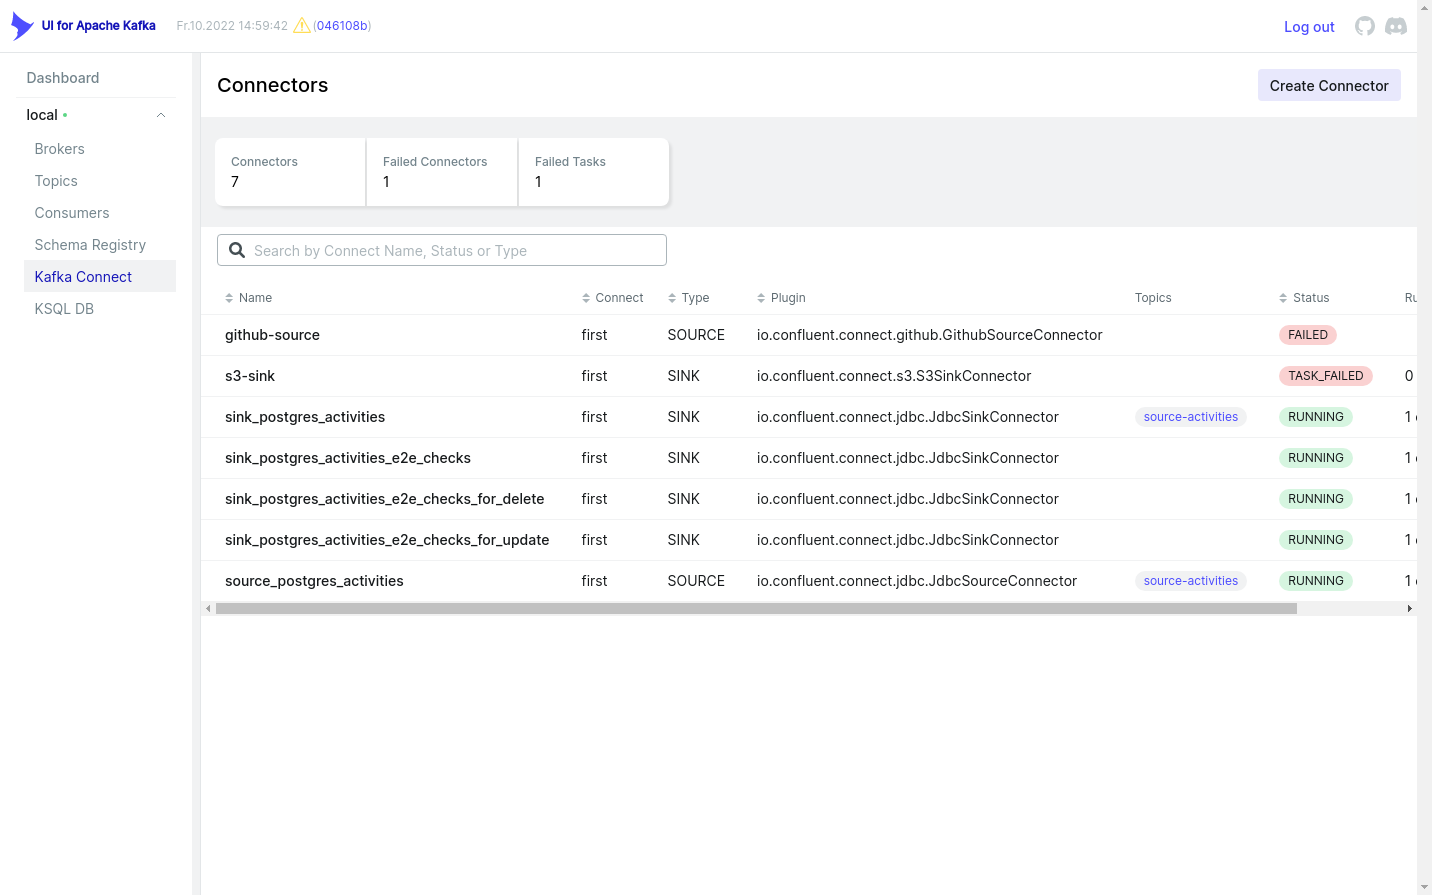 UI for Apache Kafka Fr.10.2022 14:59:42 (046108b) Log out
Dashboard
local
Brokers
Topics
Consumers
Schema Registry
Kafka Connect
KSQL DB
Connectors Create Connector
Connectors Failed Connectors Failed Tasks
7 1 1
Search by Connect Name, Status or Type
Name Connect Type Plugin Topics Status
github-source first SOURCE io.confluent.connect.github.GithubSourceConnector FAILED
s3-sink first SINK io.confluent.connect.s3.S3SinkConnector TASK_FAILED 0
sink_postgres_activities first SINK io.confluent.connect.jdbc.JdbcSinkConnector source-activities RUNNING 1
sink_postgres_activities_e2e_checks first SINK io.confluent.connect.jdbc.JdbcSinkConnector RUNNING 1
sink_postgres_activities_e2e_checks_for_delete first SINK io.confluent.connect.jdbc.JdbcSinkConnector RUNNING 1
sink_postgres_activities_e2e_checks_for_update first SINK io.confluent.connect.jdbc.JdbcSinkConnector RUNNING 1
source_postgres_activities first SOURCE io.confluent.connect.jdbc.JdbcSourceConnector source-activities RUNNING 1